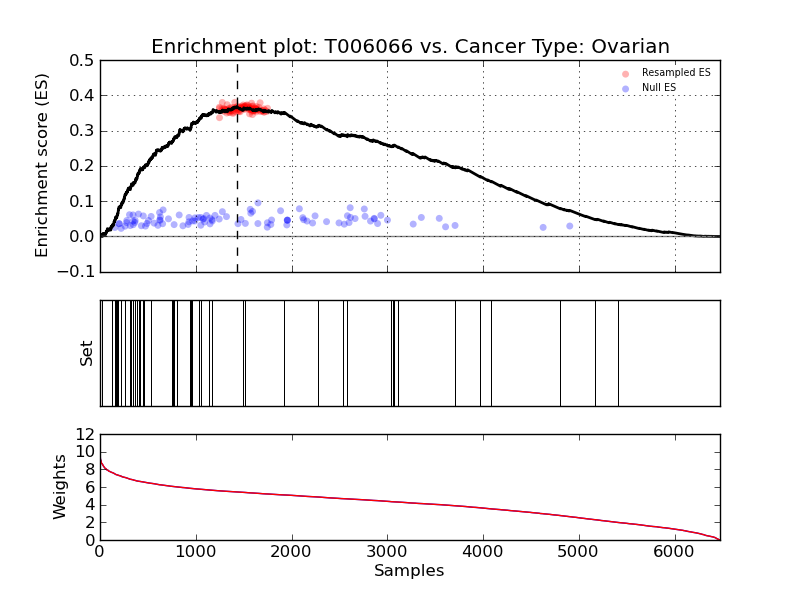 Enrichment plot: T006066 vs. Cancer Type: Ovarian
Enrichment score (ES)
0.5
0.4
0.3
0.2
0.1
0.0
−0.1
Resampled ES
Null ES
Set
Weights
12
10
8
6
4
2
0
0 1000 2000 3000 4000 5000 6000
Samples